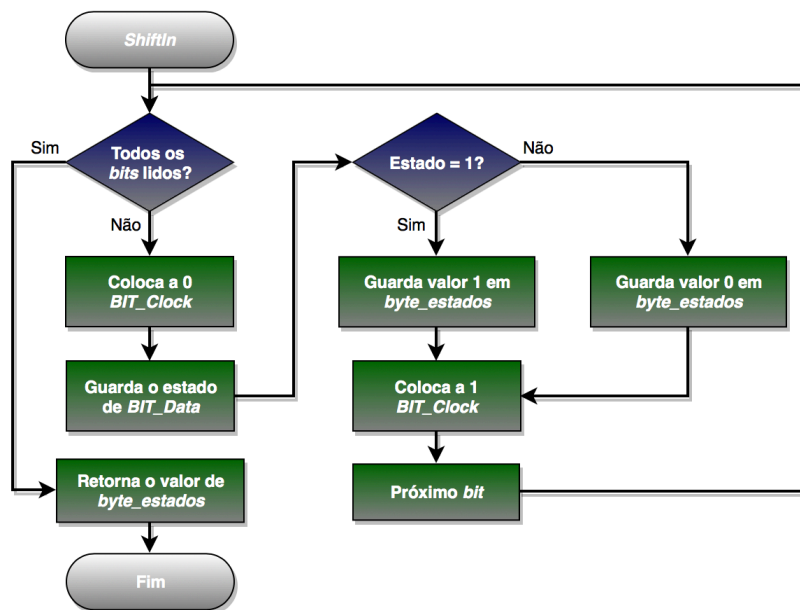 ShiftIn
Sim
Todos os
bits lidos?
Não
Coloca a 0
BIT_Clock
Guarda o estado
de BIT_Data
Retorna o valor de
byte_estados
Fim
Estado = 1?
Não
Sim
Guarda valor 1 em
byte_estados
Guarda valor 0 em
byte_estados
Coloca a 1
BIT_Clock
Próximo bit